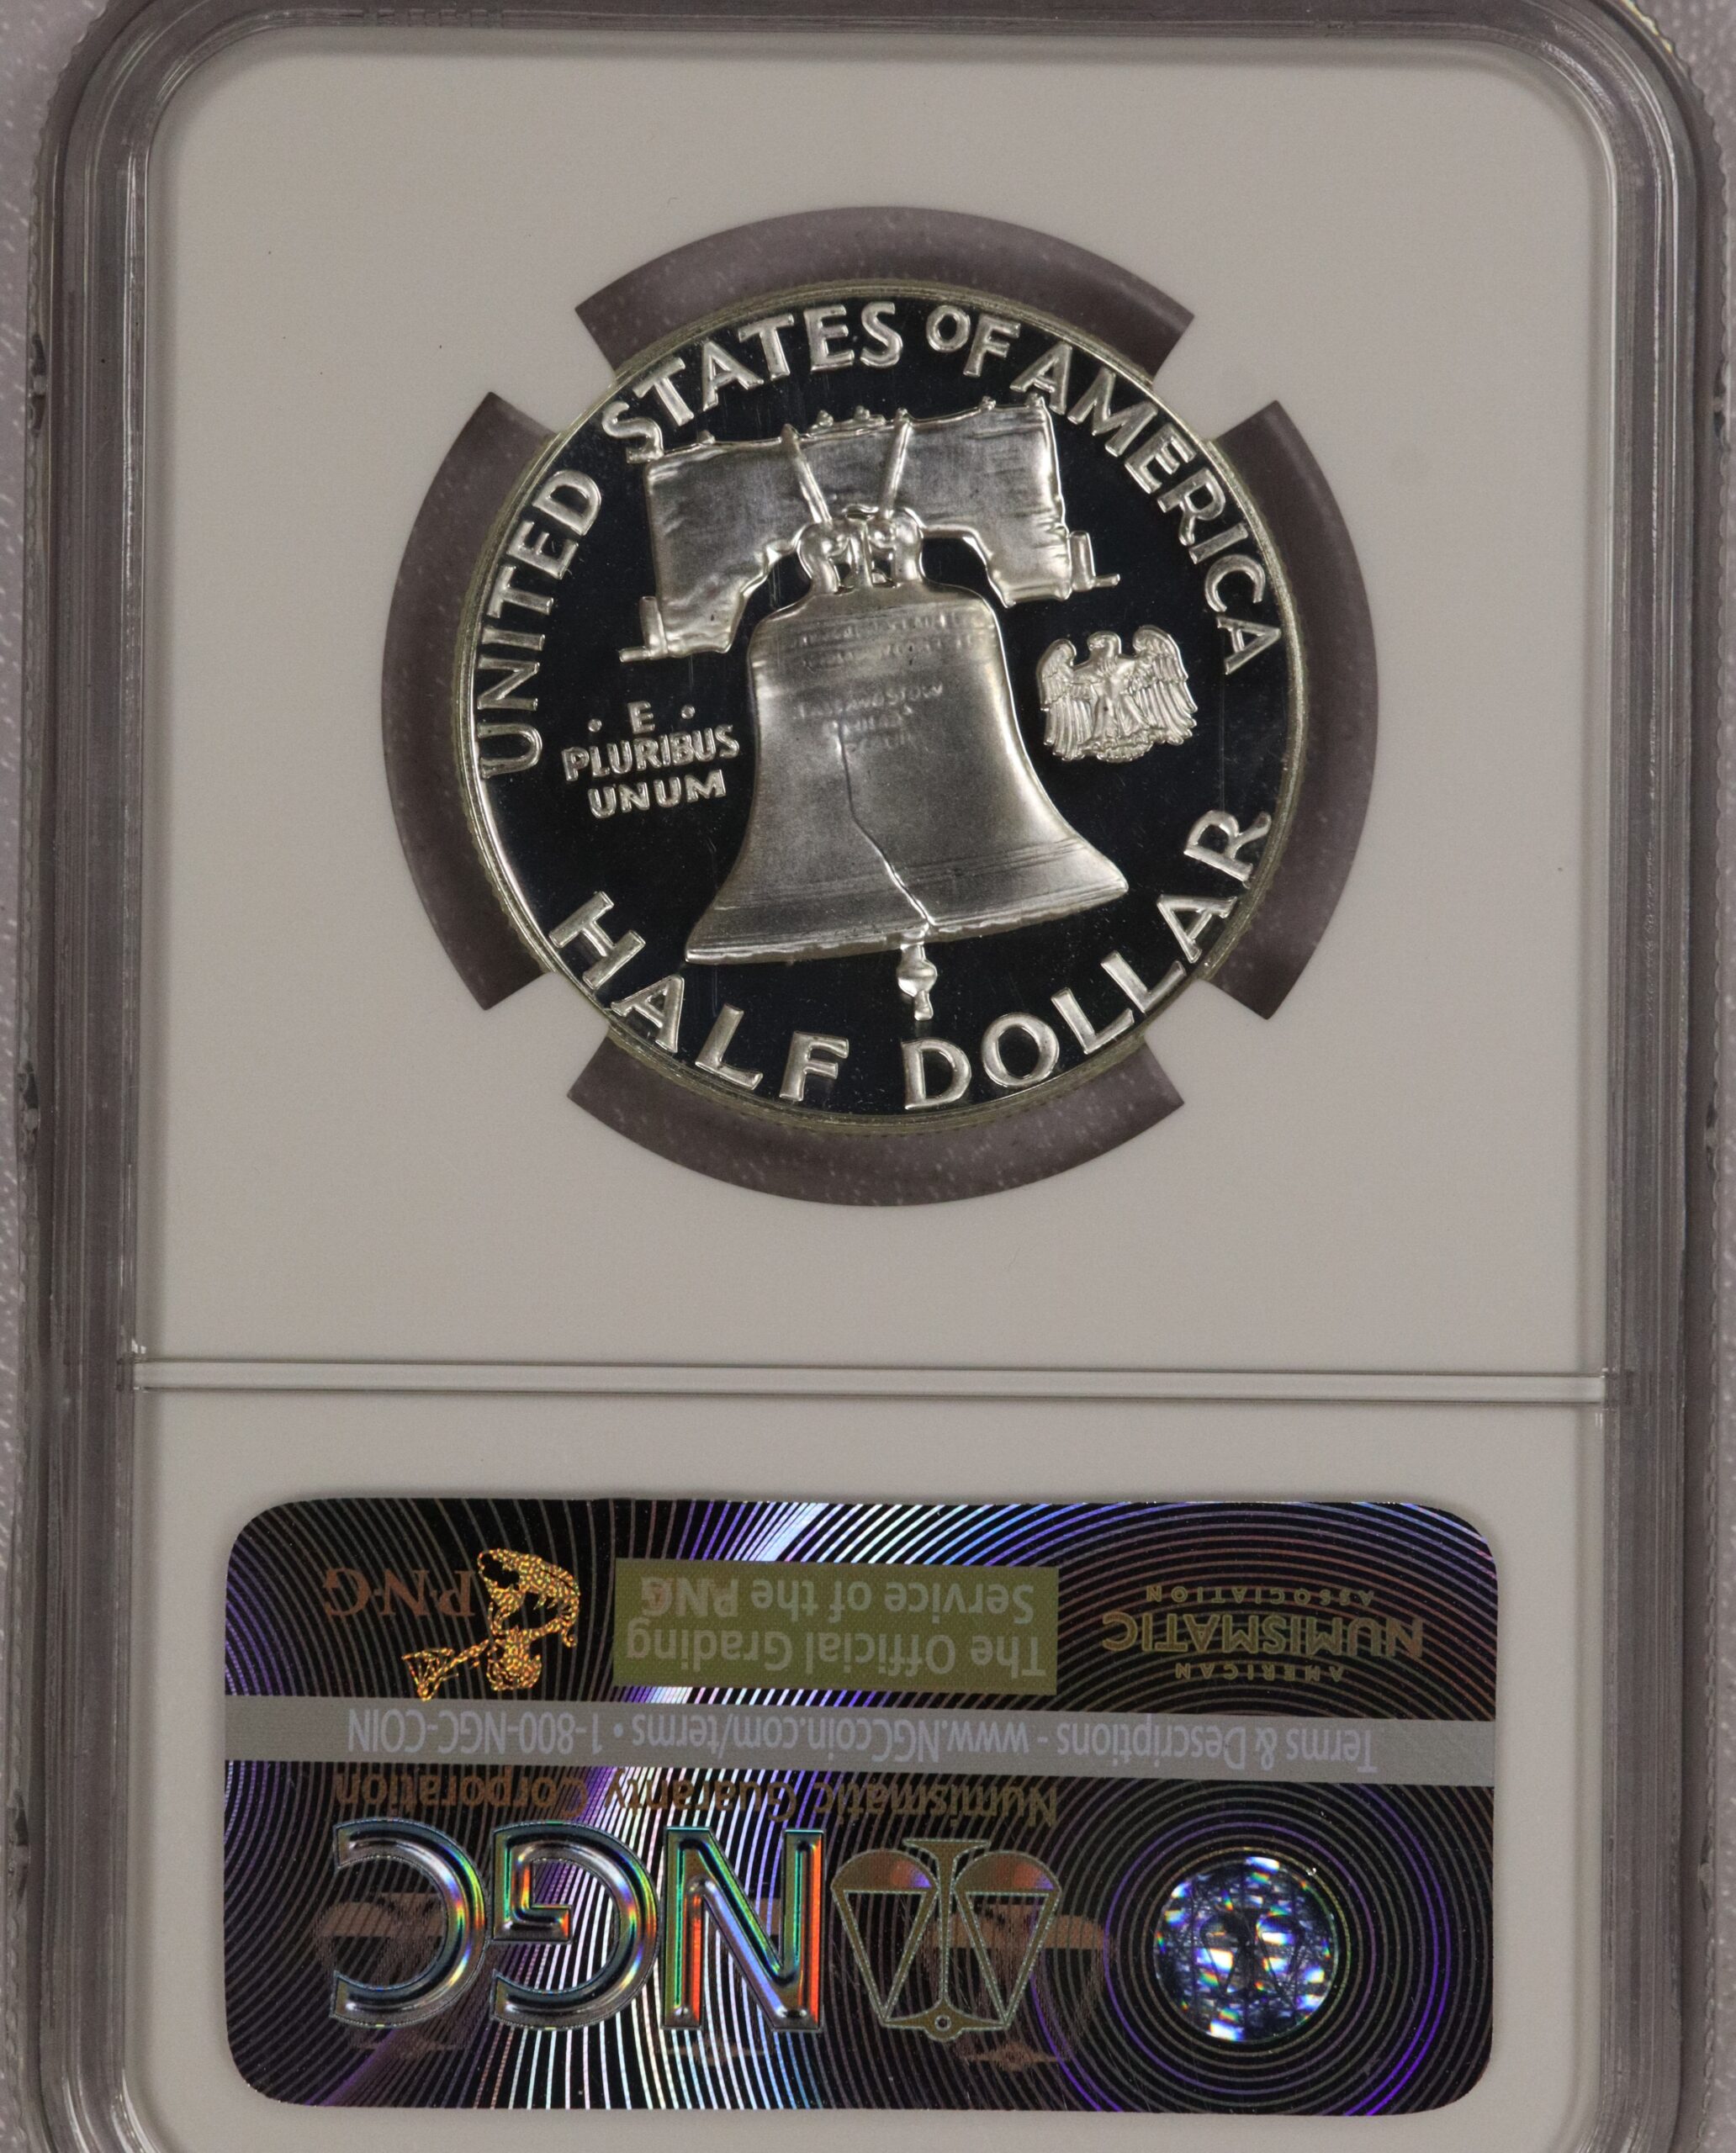 UNITED STATES OF AMERICA
· E ·
PLURIBUS
UNUM
HALF DOLLAR
NGC
Numismatic Guaranty Corporation
Terms & Descriptions - www.NGCcoin.com/terms • 1-800-NGC-COIN
AMERICAN
NUMISMATIC
ASSOCIATION
The Official Grading
Service of the PNG
PNG